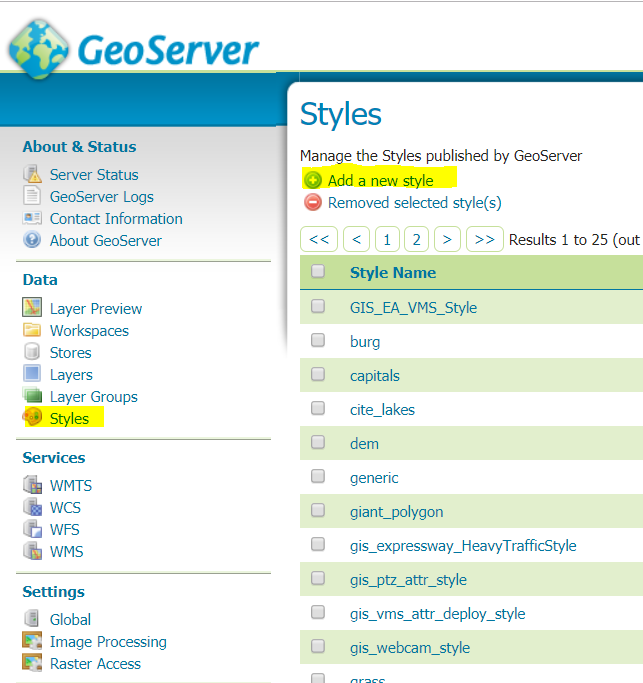 GeoServer
About & Status
Server Status
GeoServer Logs
Contact Information
About GeoServer
Data
Layer Preview
Workspaces
Stores
Layers
Layer Groups
Styles
Services
WMTS
WCS
WFS
WMS
Settings
Global
Image Processing
Raster Access
Styles
Manage the Styles published by GeoServer
Add a new style
Removed selected style(s)
<< < 1 2 > >> Results 1 to 25 (out
Style Name
GIS_EA_VMS_Style
burg
capitals
cite_lakes
dem
generic
giant_polygon
gis_expressway_HeavyTrafficStyle
gis_ptz_attr_style
gis_vms_attr_deploy_style
gis_webcam_style
grass